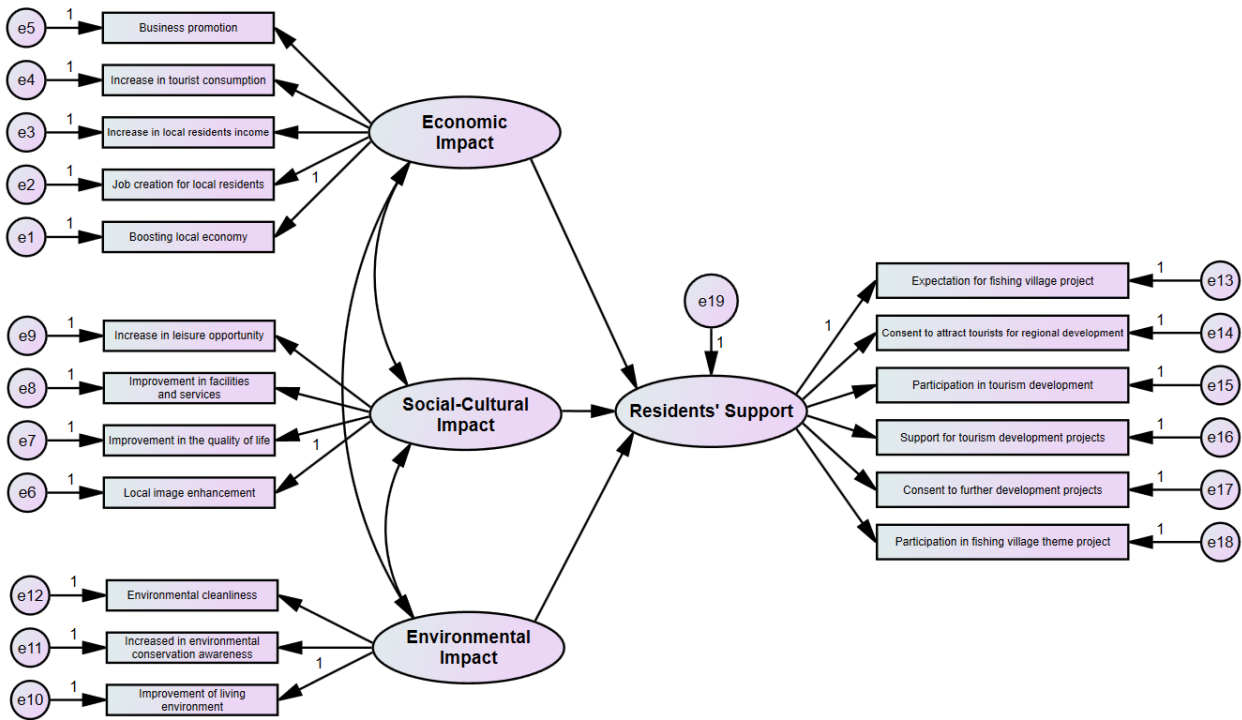 e5
1
Business promotion
e4
1
Increase in tourist consumption
e3
1
Increase in local residents income
e2
1
Job creation for local residents
1
e1
1
Boosting local economy
Economic
Impact
e9
1
Increase in leisure opportunity
e8
1
Improvement in facilities
and services
e7
1
Improvement in the quality of life
1
e6
1
Local image enhancement
Social-Cultural
Impact
e12
1
Environmental cleanliness
e11
1
Increased in environmental
conservation awareness
1
e10
1
Improvement of living
environment
Environmental
Impact
e19
1
Residents' Support
1
Expectation for fishing village project
1
e13
Consent to attract tourists for regional development
1
e14
Participation in tourism development
1
e15
Support for tourism development projects
1
e16
Consent to further development projects
1
e17
Participation in fishing village theme project
1
e18